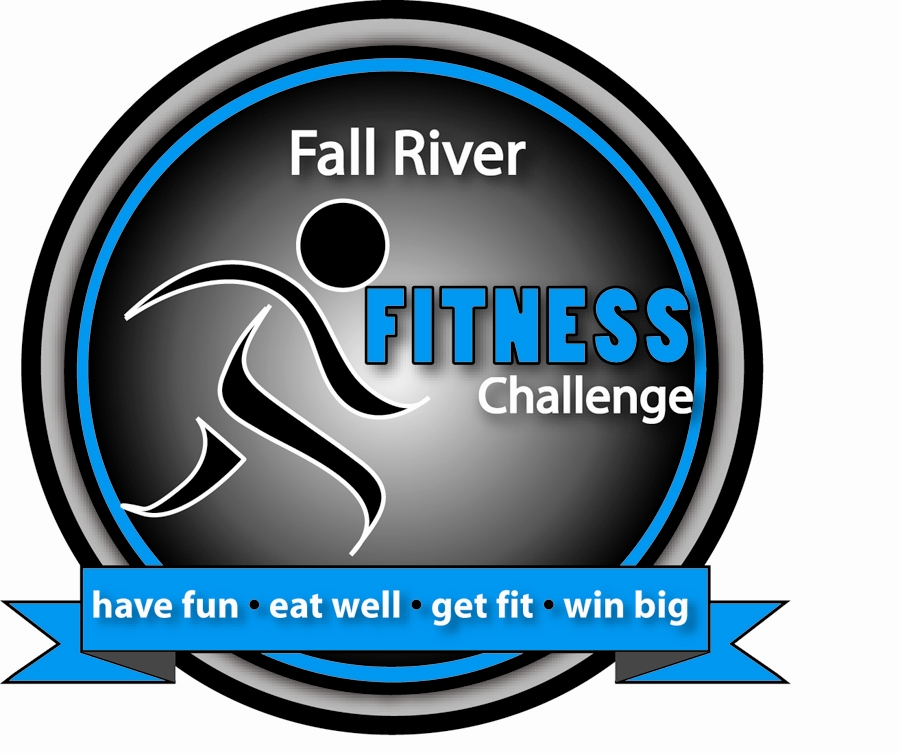 Fall River
FITNESS
Challenge
have fun • eat well • get fit • win big